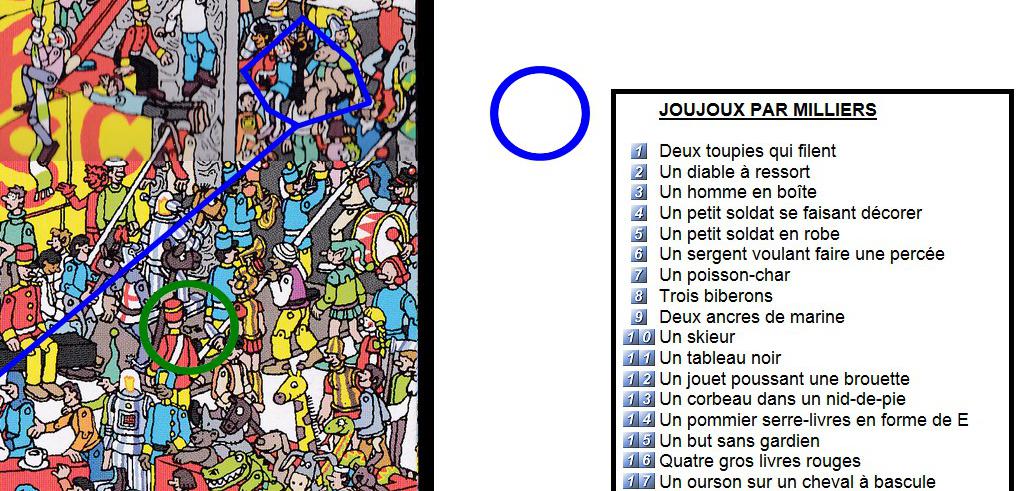 JOUJOUX PAR MILLIERS
1 Deux toupies qui filent
2 Un diable à ressort
3 Un homme en boîte
4 Un petit soldat se faisant décorer
5 Un petit soldat en robe
6 Un sergent voulant faire une percée
7 Un poisson-char
8 Trois biberons
9 Deux ancres de marine
10 Un skieur
11 Un tableau noir
12 Un jouet poussant une brouette
13 Un corbeau dans un nid-de-pie
14 Un pommier serre-livres en forme de E
15 Un but sans gardien
16 Quatre gros livres rouges
17 Un ourson sur un cheval à bascule